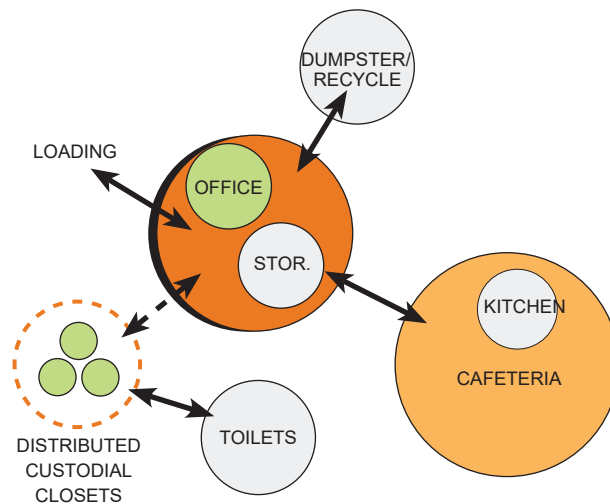 DUMPSTER/
RECYCLE
LOADING
OFFICE
STOR.
KITCHEN
CAFETERIA
TOILETS
DISTRIBUTED
CUSTODIAL
CLOSETS